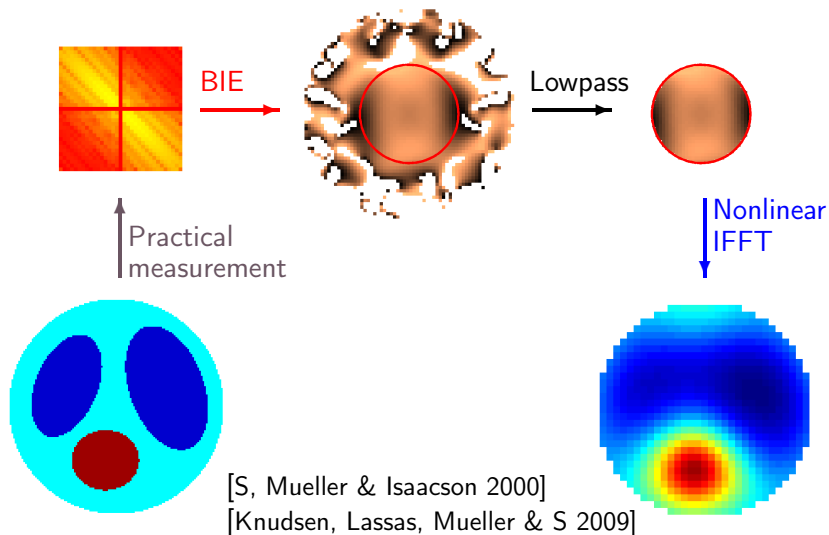 BIE
Lowpass
Practical
measurement
Nonlinear
IFFT
[S, Mueller & Isaacson 2000]
[Knudsen, Lassas, Mueller & S 2009]